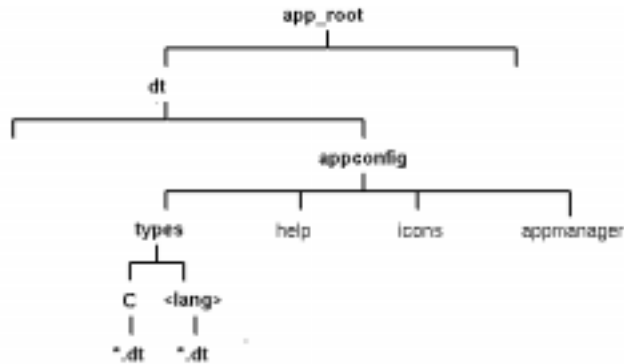 app_root
dt
appconfig
types help icons appmanager
C <lang>
*.dt *.dt